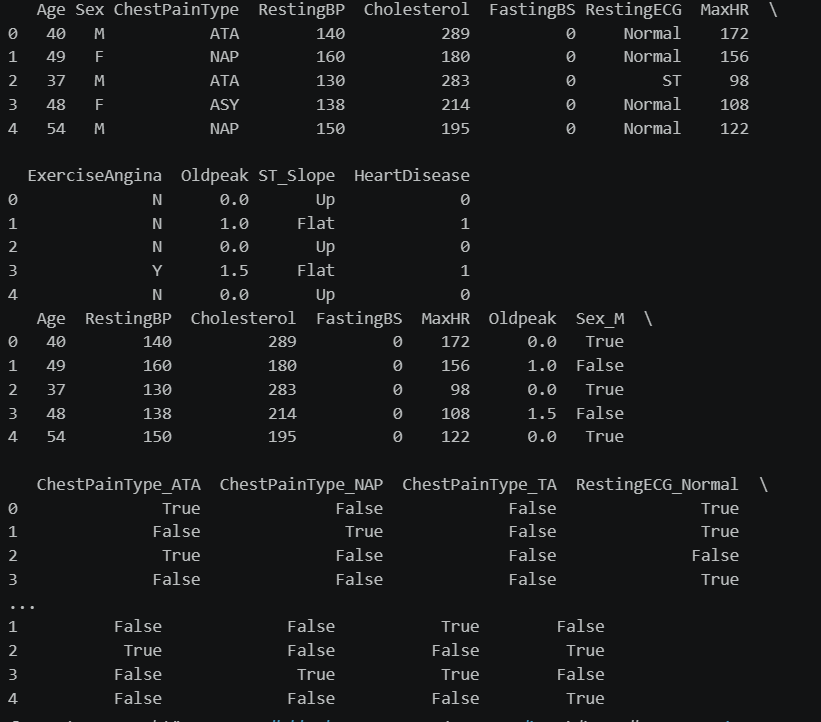 Age Sex ChestPainType RestingBP Cholesterol FastingBS RestingECG MaxHR \
0 40 M ATA 140 289 0 Normal 172
1 49 F NAP 160 180 0 Normal 156
2 37 M ATA 130 283 0 ST 98
3 48 F ASY 138 214 0 Normal 108
4 54 M NAP 150 195 0 Normal 122
ExerciseAngina Oldpeak ST_Slope HeartDisease
0 N 0.0 Up 0
1 N 1.0 Flat 1
2 N 0.0 Up 0
3 Y 1.5 Flat 1
4 N 0.0 Up 0
Age RestingBP Cholesterol FastingBS MaxHR Oldpeak Sex_M \
0 40 140 289 0 172 0.0 True
1 49 160 180 0 156 1.0 False
2 37 130 283 0 98 0.0 True
3 48 138 214 0 108 1.5 False
4 54 150 195 0 122 0.0 True
ChestPainType_ATA ChestPainType_NAP ChestPainType_TA RestingECG_Normal \
0 True False False True
1 False True False True
2 True False False False
3 False False False True
...
1 False False True False
2 True False False True
3 False True True False
4 False False False True